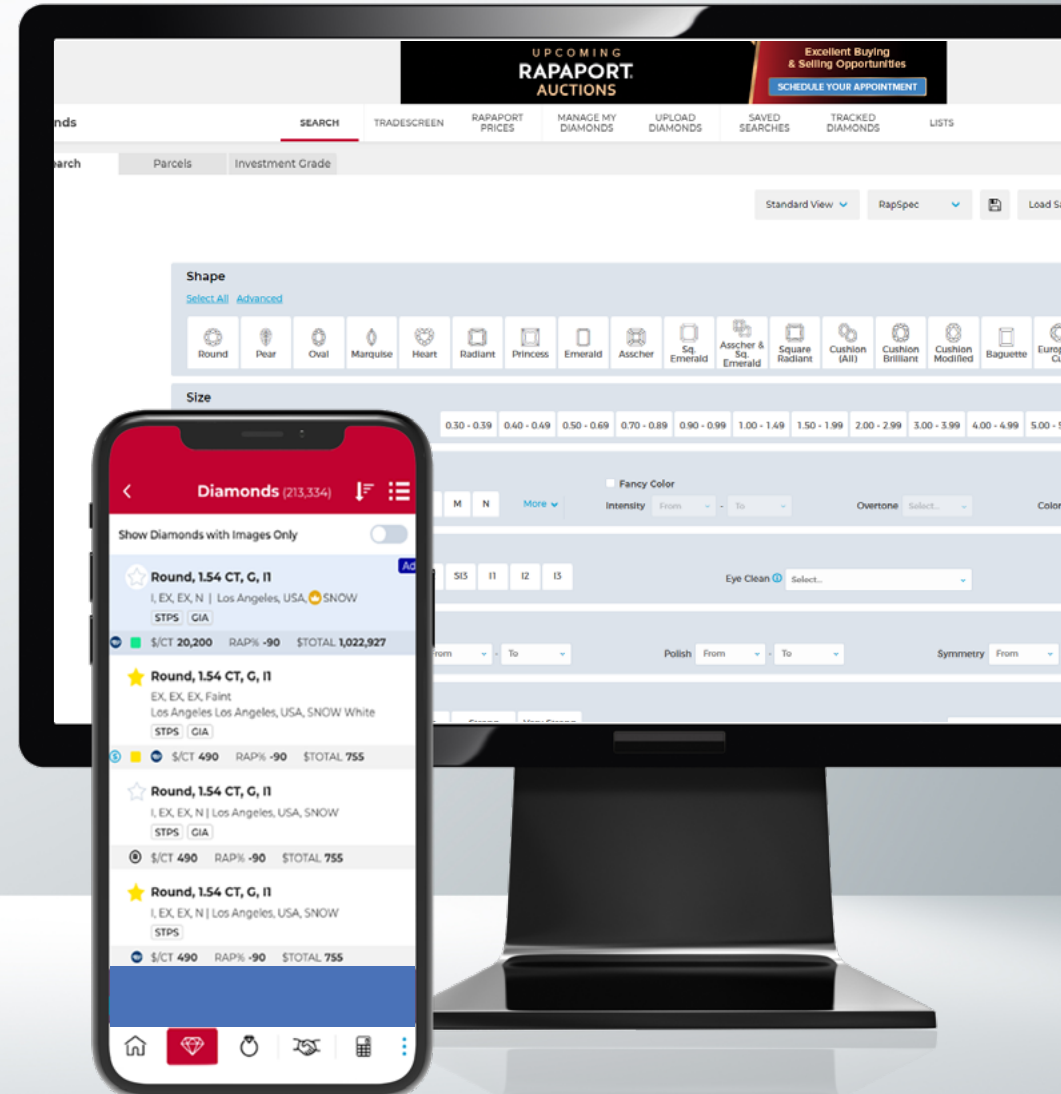 UPCOMING
RAPAPORT
AUCTIONS
Excellent Buying
& Selling Opportunities
SCHEDULE YOUR APPOINTMENT
nds
SEARCH
TRADESCREEN
RAPAPORT
PRICES
MANAGE MY
DIAMONDS
UPLOAD
DIAMONDS
SAVED
SEARCHES
TRACKED
DIAMONDS
LISTS
earch
Parcels
Investment Grade
Standard View
RapSpec
Load Sa
Shape
Select All Advanced
Round
Pear
Oval
Marquise
Heart
Radiant
Princess
Emerald
Asscher
Sq.
Emerald
Asscher &
Sq.
Emerald
Square
Radiant
Cushion
(All)
Cushion
Brilliant
Cushion
Modified
Baguette
Europ
Cu
Size
0.30 - 0.39 0.40 - 0.49 0.50 - 0.69 0.70 - 0.89 0.90 - 0.99 1.00 - 1.49 1.50 - 1.99 2.00 - 2.99 3.00 - 3.99 4.00 - 4.99 5.00 - 5
Fancy Color
M N More Intensity From - To Overtone Select... Color
SI3 I1 I2 I3 Eye Clean Select...
From - To Polish From - To Symmetry From
Strong Very Strong
Diamonds (213,334)
Show Diamonds with Images Only
Ad
Round, 1.54 CT, G, I1
I, EX, EX, N | Los Angeles, USA, SNOW
STPS GIA
$/CT 20,200 RAP% -90 $TOTAL 1,022,927
Round, 1.54 CT, G, I1
EX, EX, EX, Faint
Los Angeles Los Angeles, USA, SNOW White
STPS GIA
$/CT 490 RAP% -90 $TOTAL 755
Round, 1.54 CT, G, I1
I, EX, EX, N | Los Angeles, USA, SNOW
STPS GIA
$/CT 490 RAP% -90 $TOTAL 755
Round, 1.54 CT, G, I1
I, EX, EX, N | Los Angeles, USA, SNOW
STPS
$/CT 490 RAP% -90 $TOTAL 755